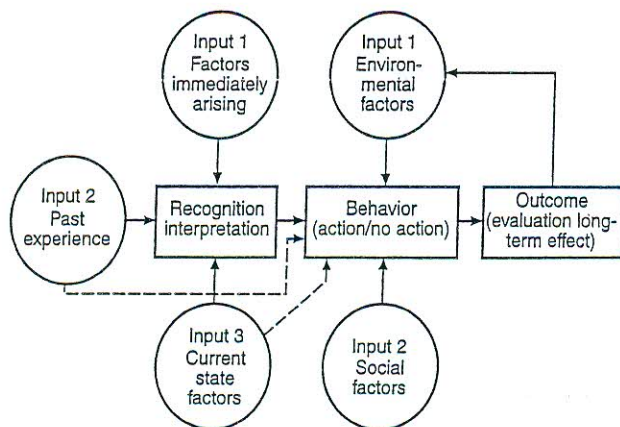 Input 1
Factors
immediately
arising
Input 1
Environ-
mental
factors
Input 2
Past
experience
Recognition
interpretation
Behavior
(action/no action)
Outcome
(evaluation long-
term effect)
Input 3
Current
state
factors
Input 2
Social
factors